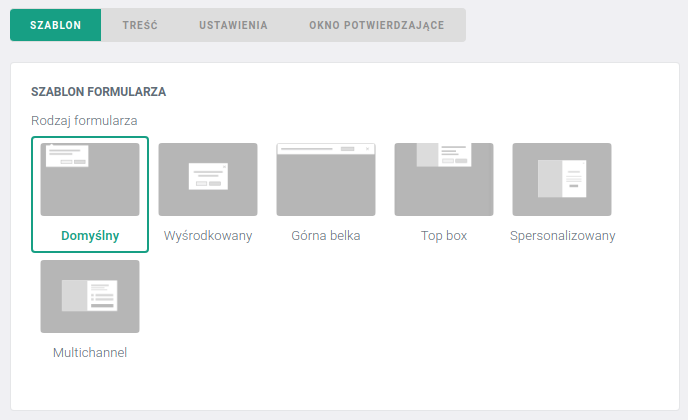 SZABLON TREŚĆ USTAWIENIA OKNO POTWIERDZAJĄCE
SZABLON FORMULARZA
Rodzaj formularza
Domyślny Wyśrodkowany Górna belka Top box Spersonalizowany
Multichannel